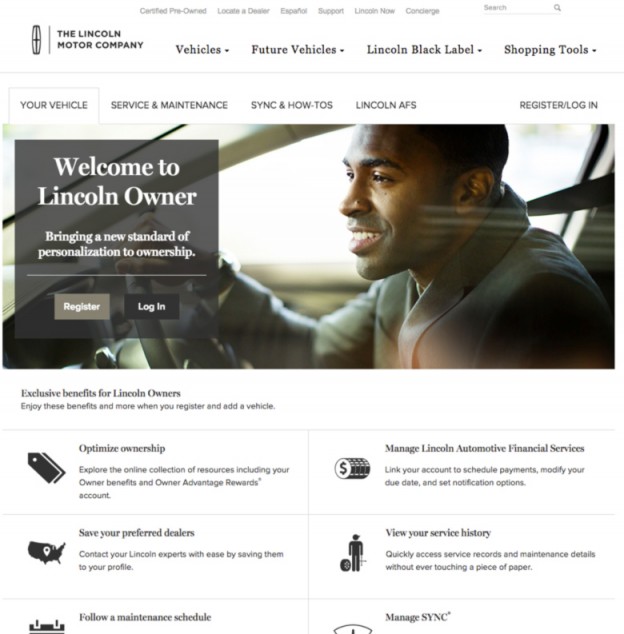 Certified Pre-Owned Locate a Dealer Español Support Lincoln Now Concierge Search
THE LINCOLN
MOTOR COMPANY
Vehicles Future Vehicles Lincoln Black Label Shopping Tools
YOUR VEHICLE SERVICE & MAINTENANCE SYNC & HOW-TOS LINCOLN AFS REGISTER/LOG IN
Welcome to
Lincoln Owner
Bringing a new standard of
personalization to ownership.
Register Log In
Exclusive benefits for Lincoln Owners
Enjoy these benefits and more when you register and add a vehicle.
Optimize ownership
Explore the online collection of resources including your
Owner benefits and Owner Advantage Rewards®
account.
Manage Lincoln Automotive Financial Services
Link your account to schedule payments, modify your
due date, and set notification options.
Save your preferred dealers
Contact your Lincoln experts with ease by saving them
to your profile.
View your service history
Quickly access service records and maintenance details
without ever touching a piece of paper.
Follow a maintenance schedule
Manage SYNC®